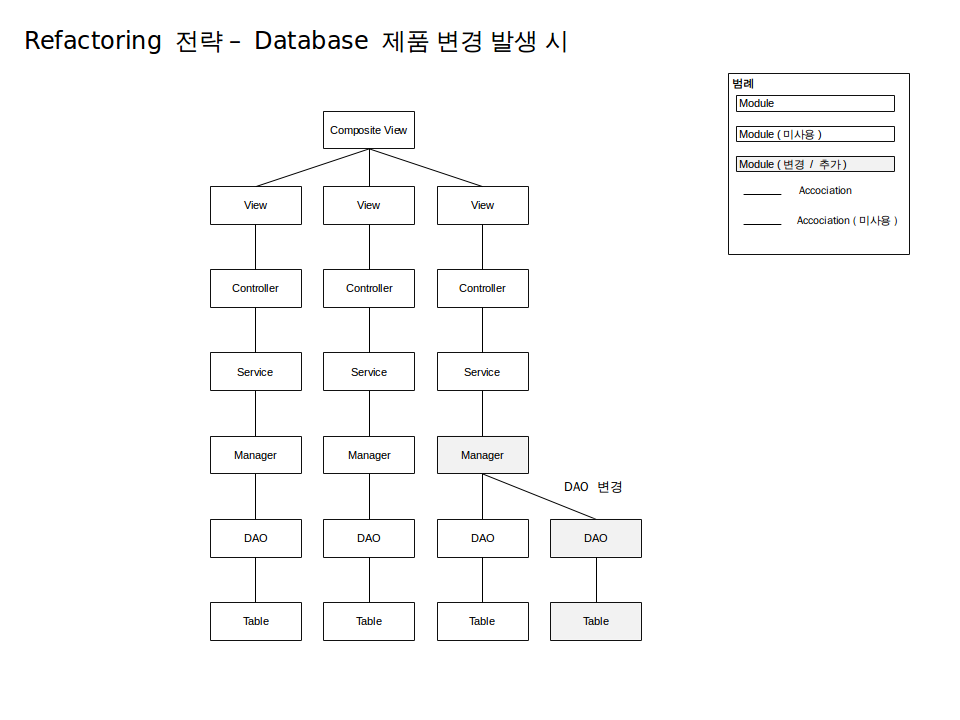 Refactoring 전략 – Database 제품 변경 발생 시
범례
Module
Module ( 미사용 )
Module ( 변경 / 추가 )
Accociation
Accociation ( 미사용 )
Composite View
View View View
Controller Controller Controller
Service Service Service
Manager Manager Manager
DAO 변경
DAO DAO DAO DAO
Table Table Table Table